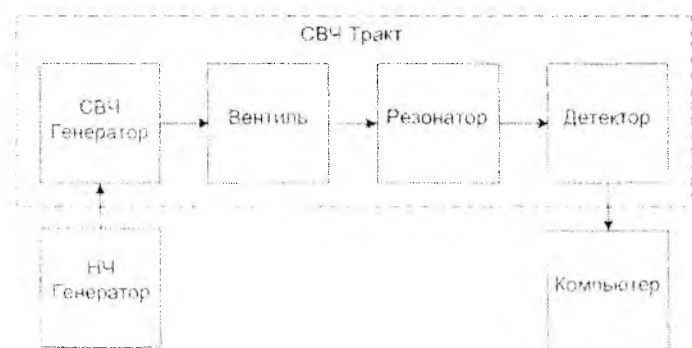 СВЧ Тракт
СВЧ
Генератор
Вентиль
Резонатор
Детектор
НЧ
Генератор
Компьютер